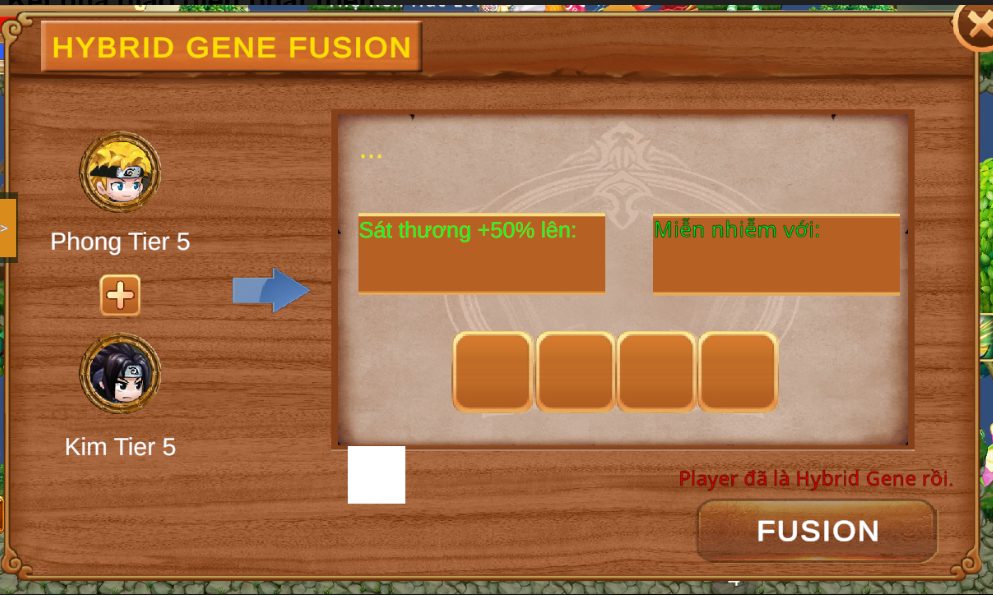 HYBRID GENE FUSION
...
>
Sát thương +50% lên:
Miễn nhiễm với:
Phong Tier 5
Kim Tier 5
Player đã là Hybrid Gene rồi.
FUSION